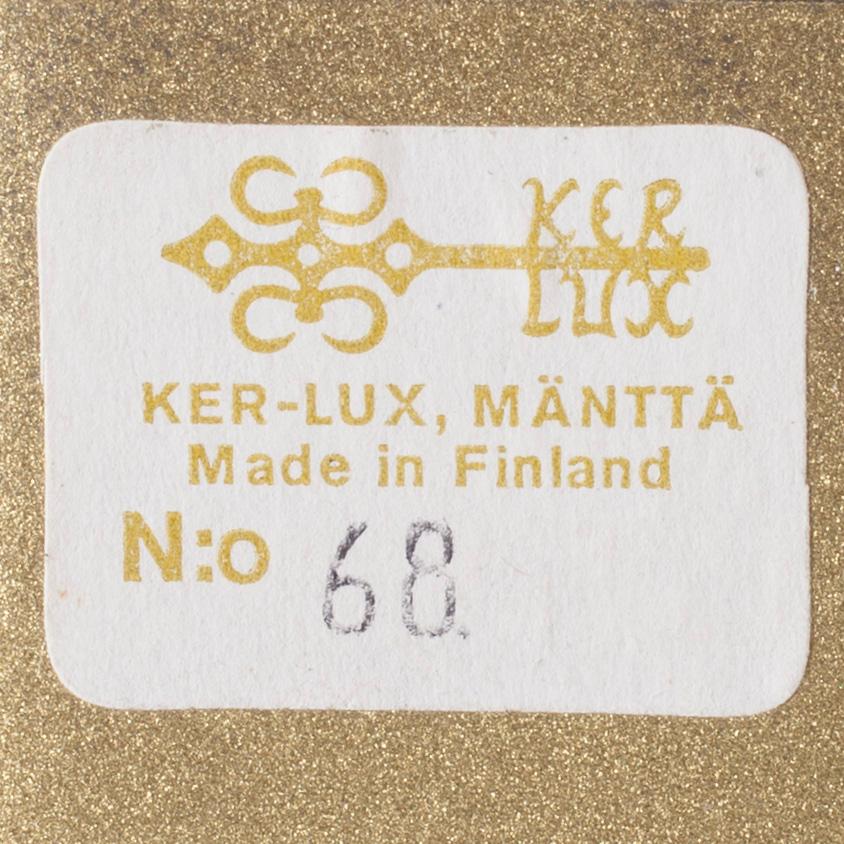 KER
LUX
KER-LUX, MÄNTTÄ
Made in Finland
N:o 68.